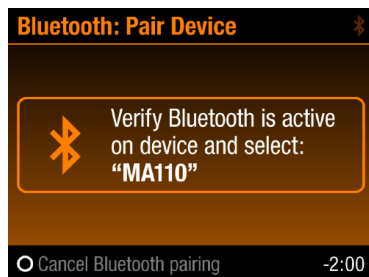 Bluetooth: Pair Device
Verify Bluetooth is active
on device and select:
“MA110”
Cancel Bluetooth pairing
-2:00